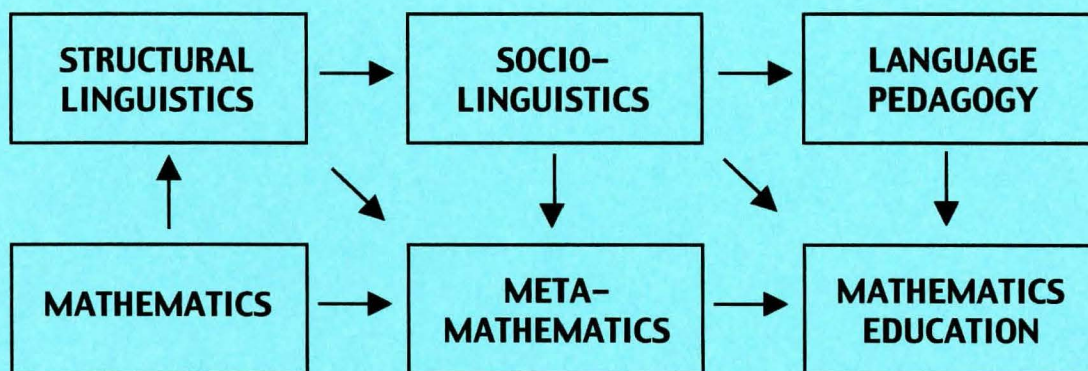 STRUCTURAL
LINGUISTICS
SOCIO–
LINGUISTICS
LANGUAGE
PEDAGOGY
MATHEMATICS
META–
MATHEMATICS
MATHEMATICS
EDUCATION